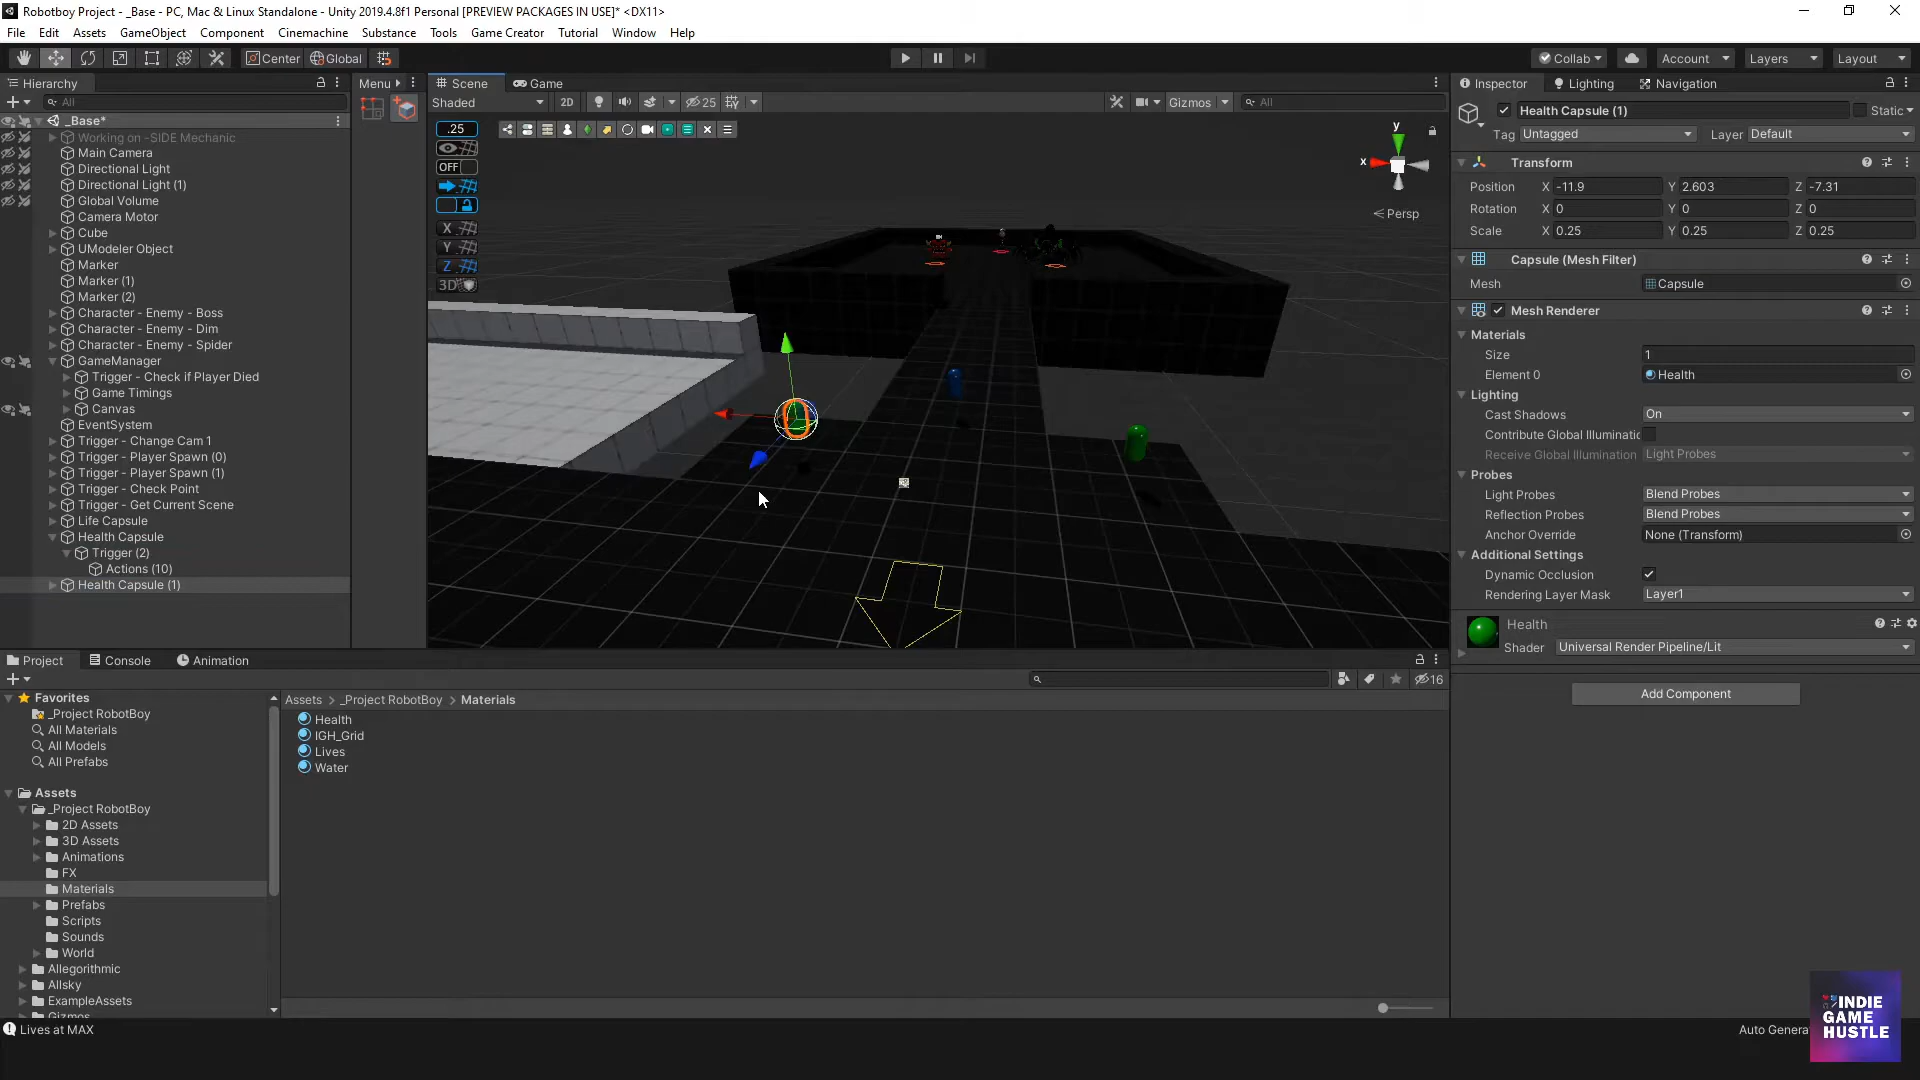 Robotboy Project - _Base - PC, Mac & Linux Standalone - Unity 2019.4.8f1 Personal [PREVIEW PACKAGES IN USE]* <DX11>
File Edit Assets GameObject Component Cinemachine Substance Tools Game Creator Tutorial Window Help
Center Global Collab Account Layers Layout
Hierarchy Menu Scene Game Inspector Lighting Navigation
All
Shaded 2D 25 Gizmos All
_Base*
Working on -SIDE Mechanic
Main Camera
Directional Light
Directional Light (1)
Global Volume
Camera Motor
Cube
UModeler Object
Marker
Marker (1)
Marker (2)
Character - Enemy - Boss
Character - Enemy - Dim
Character - Enemy - Spider
GameManager
Trigger - Check if Player Died
Game Timings
Canvas
EventSystem
Trigger - Change Cam 1
Trigger - Player Spawn (0)
Trigger - Player Spawn (1)
Trigger - Check Point
Trigger - Get Current Scene
Life Capsule
Health Capsule
Trigger (2)
Actions (10)
Health Capsule (1)
.25
OFF
X
Y
Z
3D
y
x
Persp
Health Capsule (1) Static
Tag Untagged Layer Default
Transform
Position X -11.9 Y 2.603 Z -7.31
Rotation X 0 Y 0 Z 0
Scale X 0.25 Y 0.25 Z 0.25
Capsule (Mesh Filter)
Mesh Capsule
Mesh Renderer
Materials
Size 1
Element 0 Health
Lighting
Cast Shadows On
Contribute Global Illuminatic
Receive Global Illumination Light Probes
Probes
Light Probes Blend Probes
Reflection Probes Blend Probes
Anchor Override None (Transform)
Additional Settings
Dynamic Occlusion
Rendering Layer Mask Layer1
Health
Shader Universal Render Pipeline/Lit
Add Component
Project Console Animation
16
Favorites
_Project RobotBoy
All Materials
All Models
All Prefabs
Assets
_Project RobotBoy
2D Assets
3D Assets
Animations
FX
Materials
Prefabs
Scripts
Sounds
World
Allegorithmic
Allsky
ExampleAssets
Gizmos
Assets > _Project RobotBoy > Materials
Health
IGH_Grid
Lives
Water
Lives at MAX
Auto Genera
INDIE
GAME
HUSTLE